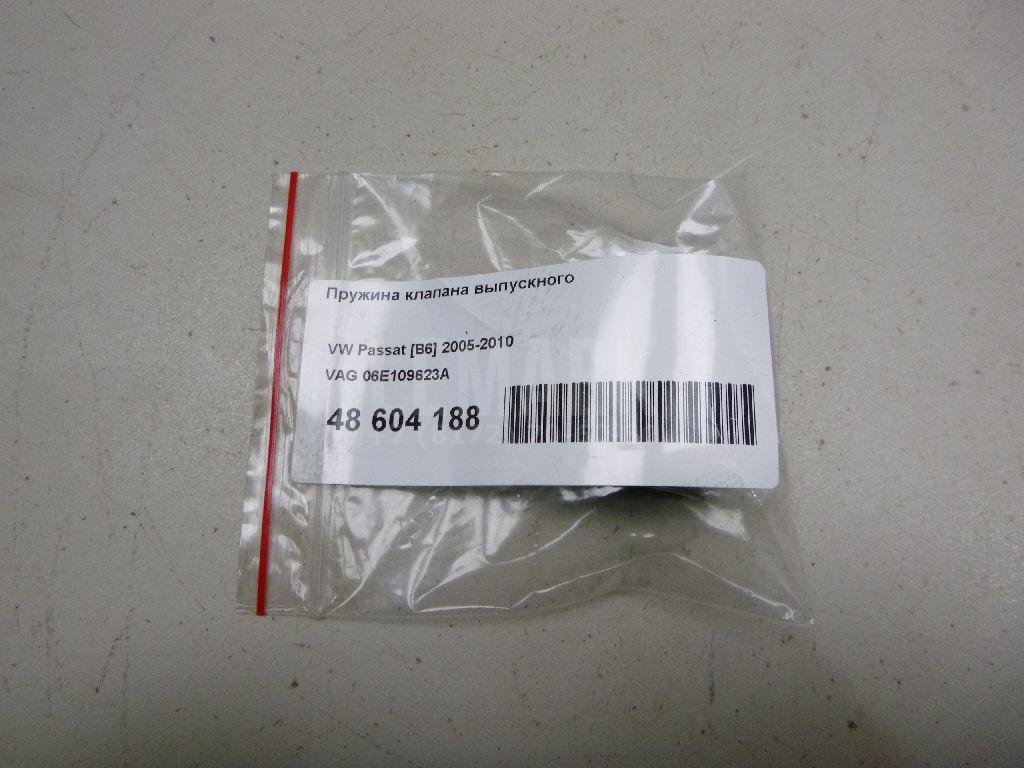 Пружина клапана выпускного
VW Passat [B6] 2005-2010
VAG 06E109623A
48 604 188